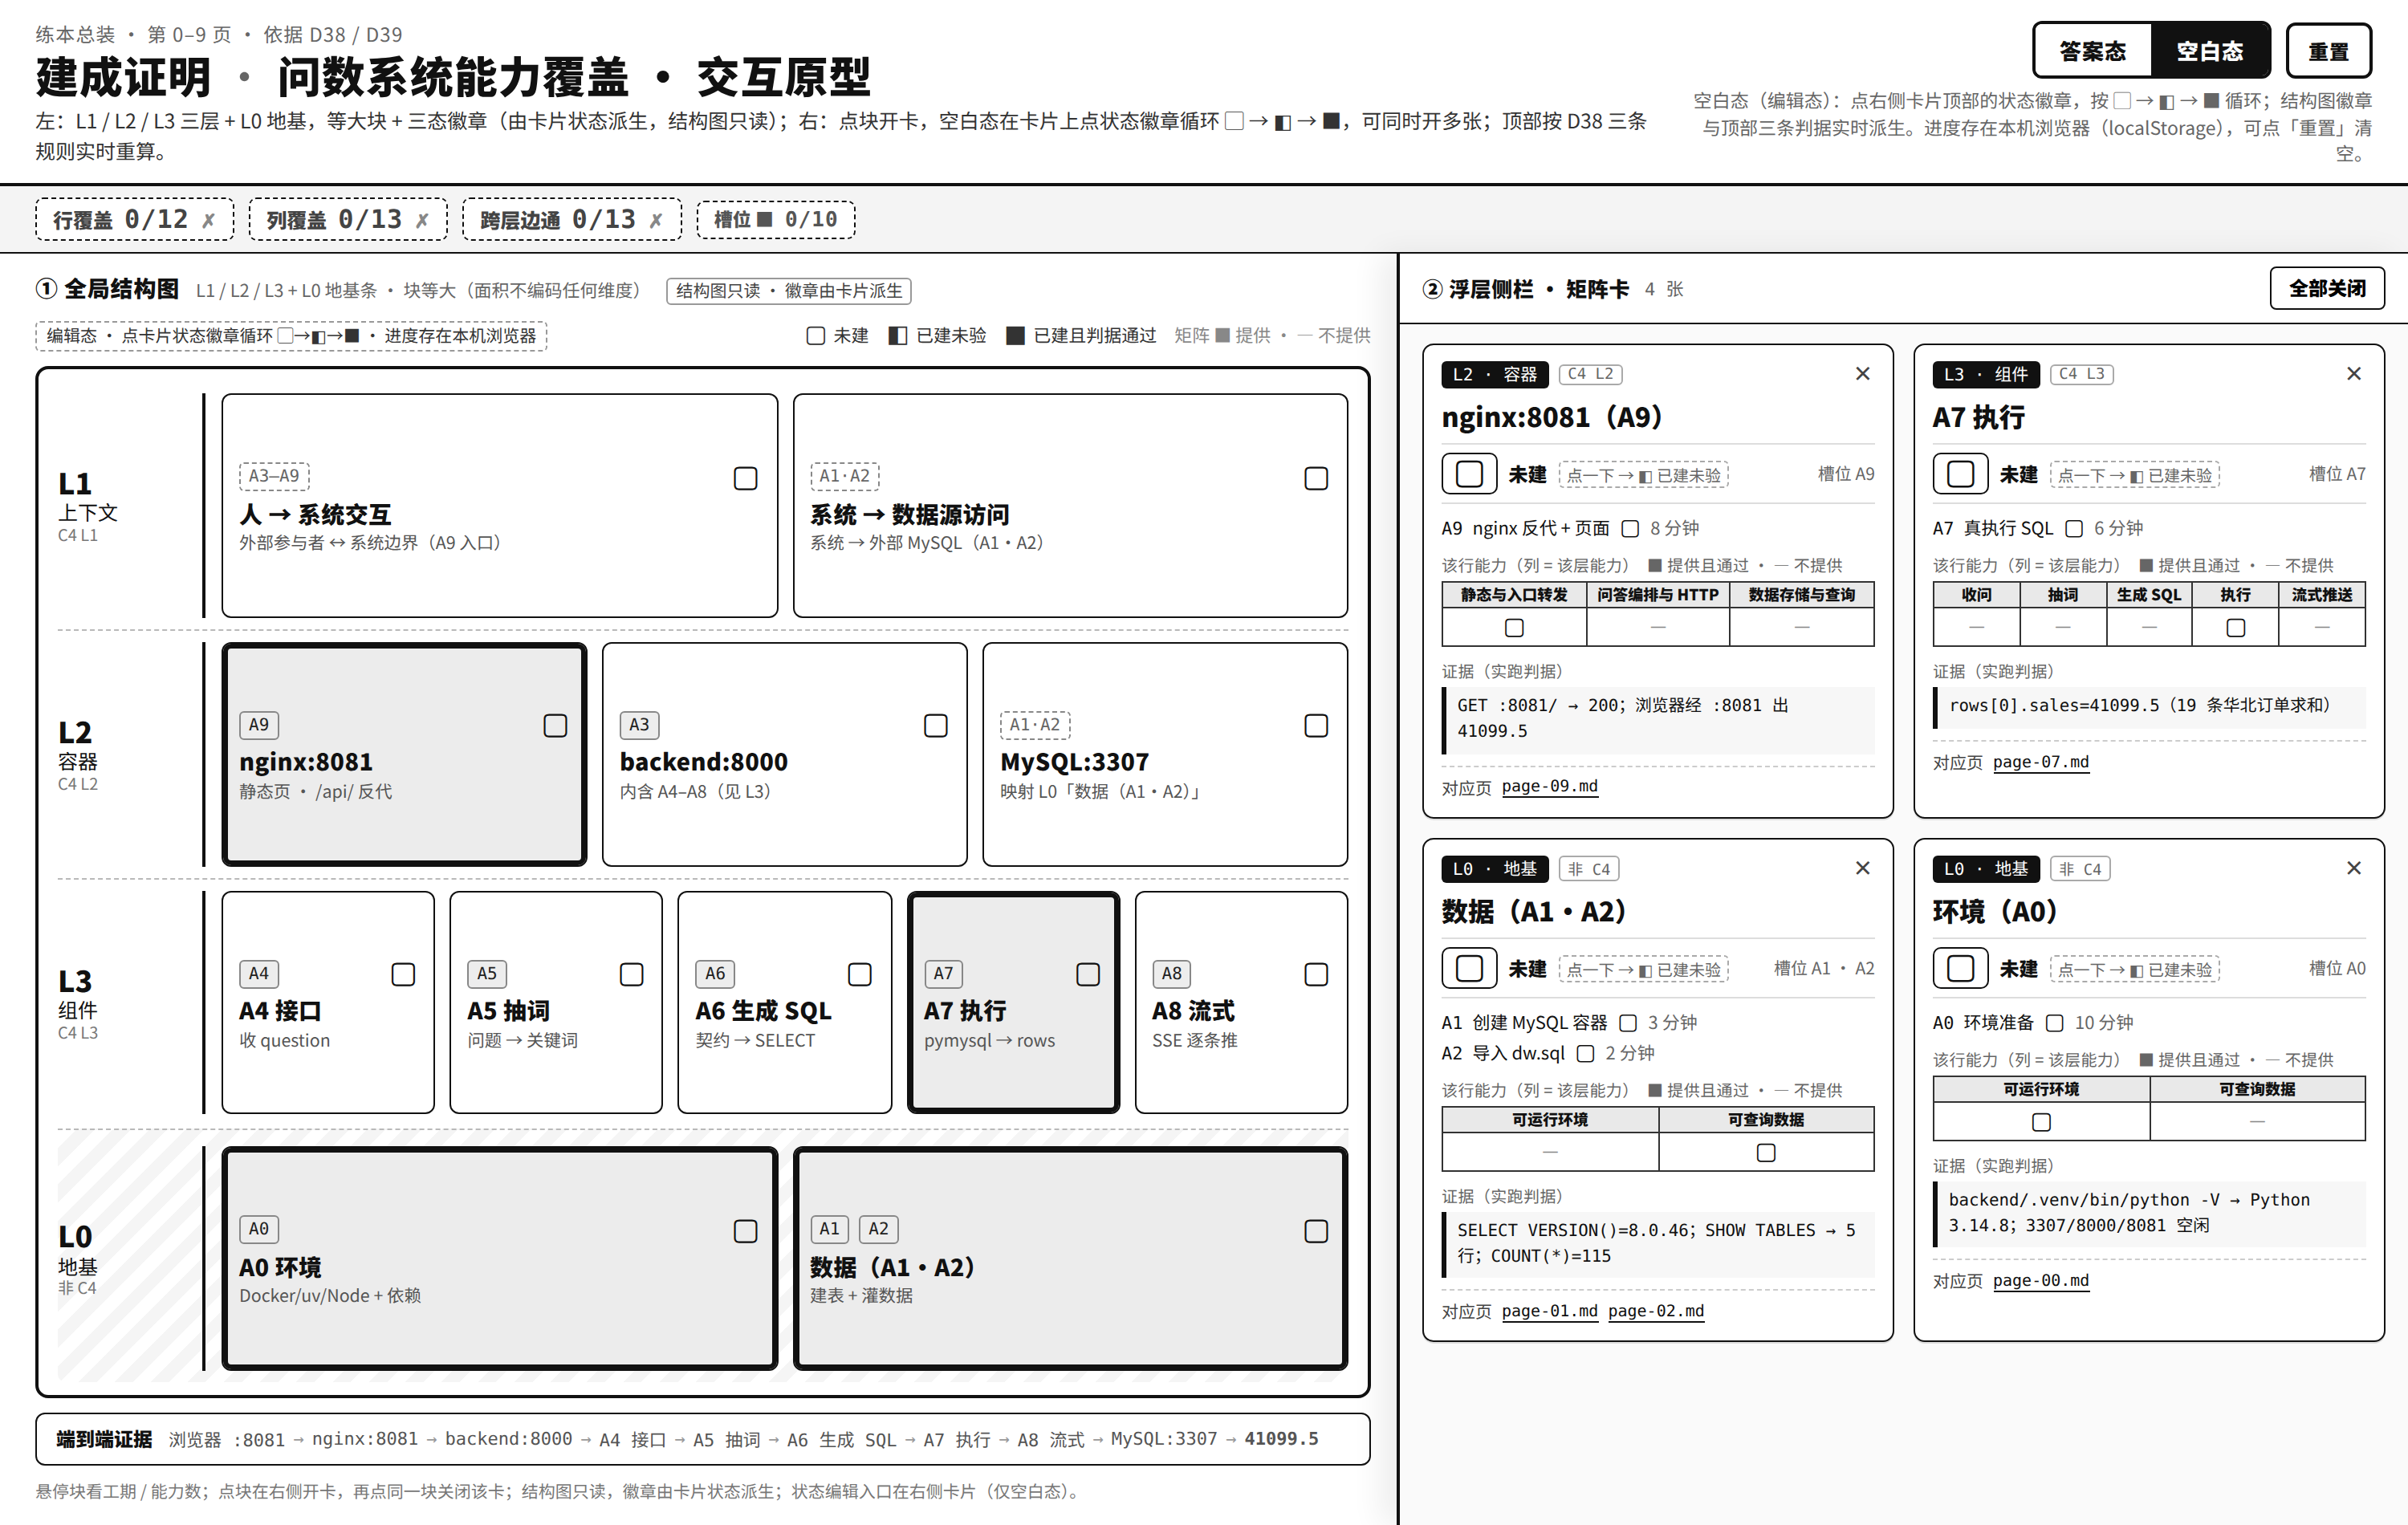 练本总装 · 第 0–9 页 · 依据 D38 / D39
建成证明 · 问数系统能力覆盖 · 交互原型
左：L1 / L2 / L3 三层 + L0 地基，等大块 + 三态徽章（由卡片状态派生，结构图只读）；右：点块开卡，空白态在卡片上点状态徽章循环 □ → ◧ → ■，可同时开多张；顶部按 D38 三条
规则实时重算。
答案态 空白态 重置
空白态（编辑态）：点右侧卡片顶部的状态徽章，按 □ → ◧ → ■ 循环；结构图徽章
与顶部三条判据实时派生。进度存在本机浏览器（localStorage），可点「重置」清
空。
行覆盖 0/12 ✗ 列覆盖 0/13 ✗ 跨层边通 0/13 ✗ 槽位 ■ 0/10
① 全局结构图 L1 / L2 / L3 + L0 地基条 · 块等大（面积不编码任何维度） 结构图只读 · 徽章由卡片派生
编辑态 · 点卡片状态徽章循环 □→◧→■ · 进度存在本机浏览器
▢ 未建 ◧ 已建未验 ■ 已建且判据通过 矩阵 ■ 提供 · — 不提供
L1
上下文
C4 L1
A3–A9 ▢
人 → 系统交互
外部参与者 ↔ 系统边界（A9 入口）
A1·A2 ▢
系统 → 数据源访问
系统 → 外部 MySQL（A1·A2）
L2
容器
C4 L2
A9 ▢
nginx:8081
静态页 · /api/ 反代
A3 ▢
backend:8000
内含 A4–A8（见 L3）
A1·A2 ▢
MySQL:3307
映射 L0「数据（A1·A2）」
L3
组件
C4 L3
A4 ▢
A4 接口
收 question
A5 ▢
A5 抽词
问题 → 关键词
A6 ▢
A6 生成 SQL
契约 → SELECT
A7 ▢
A7 执行
pymysql → rows
A8 ▢
A8 流式
SSE 逐条推
L0
地基
非 C4
A0 ▢
A0 环境
Docker/uv/Node + 依赖
A1 A2 ▢
数据（A1·A2）
建表 + 灌数据
端到端证据 浏览器 :8081 → nginx:8081 → backend:8000 → A4 接口 → A5 抽词 → A6 生成 SQL → A7 执行 → A8 流式 → MySQL:3307 → 41099.5
悬停块看工期 / 能力数；点块在右侧开卡，再点同一块关闭该卡；结构图只读，徽章由卡片状态派生；状态编辑入口在右侧卡片（仅空白态）。
② 浮层侧栏 · 矩阵卡 4 张 全部关闭
L2 · 容器 C4 L2 ✕
nginx:8081（A9）
▢ 未建 点一下 → ◧ 已建未验 槽位 A9
A9 nginx 反代 + 页面 ▢ 8 分钟
该行能力（列 = 该层能力） ■ 提供且通过 · — 不提供
静态与入口转发 问答编排与 HTTP 数据存储与查询
▢ — —
证据（实跑判据）
GET :8081/ → 200；浏览器经 :8081 出
41099.5
对应页 page-09.md
L3 · 组件 C4 L3 ✕
A7 执行
▢ 未建 点一下 → ◧ 已建未验 槽位 A7
A7 真执行 SQL ▢ 6 分钟
该行能力（列 = 该层能力） ■ 提供且通过 · — 不提供
收问 抽词 生成 SQL 执行 流式推送
— — — ▢ —
证据（实跑判据）
rows[0].sales=41099.5（19 条华北订单求和）
对应页 page-07.md
L0 · 地基 非 C4 ✕
数据（A1·A2）
▢ 未建 点一下 → ◧ 已建未验 槽位 A1 · A2
A1 创建 MySQL 容器 ▢ 3 分钟
A2 导入 dw.sql ▢ 2 分钟
该行能力（列 = 该层能力） ■ 提供且通过 · — 不提供
可运行环境 可查询数据
— ▢
证据（实跑判据）
SELECT VERSION()=8.0.46；SHOW TABLES → 5
行；COUNT(*)=115
对应页 page-01.md page-02.md
L0 · 地基 非 C4 ✕
环境（A0）
▢ 未建 点一下 → ◧ 已建未验 槽位 A0
A0 环境准备 ▢ 10 分钟
该行能力（列 = 该层能力） ■ 提供且通过 · — 不提供
可运行环境 可查询数据
▢ —
证据（实跑判据）
backend/.venv/bin/python -V → Python
3.14.8；3307/8000/8081 空闲
对应页 page-00.md